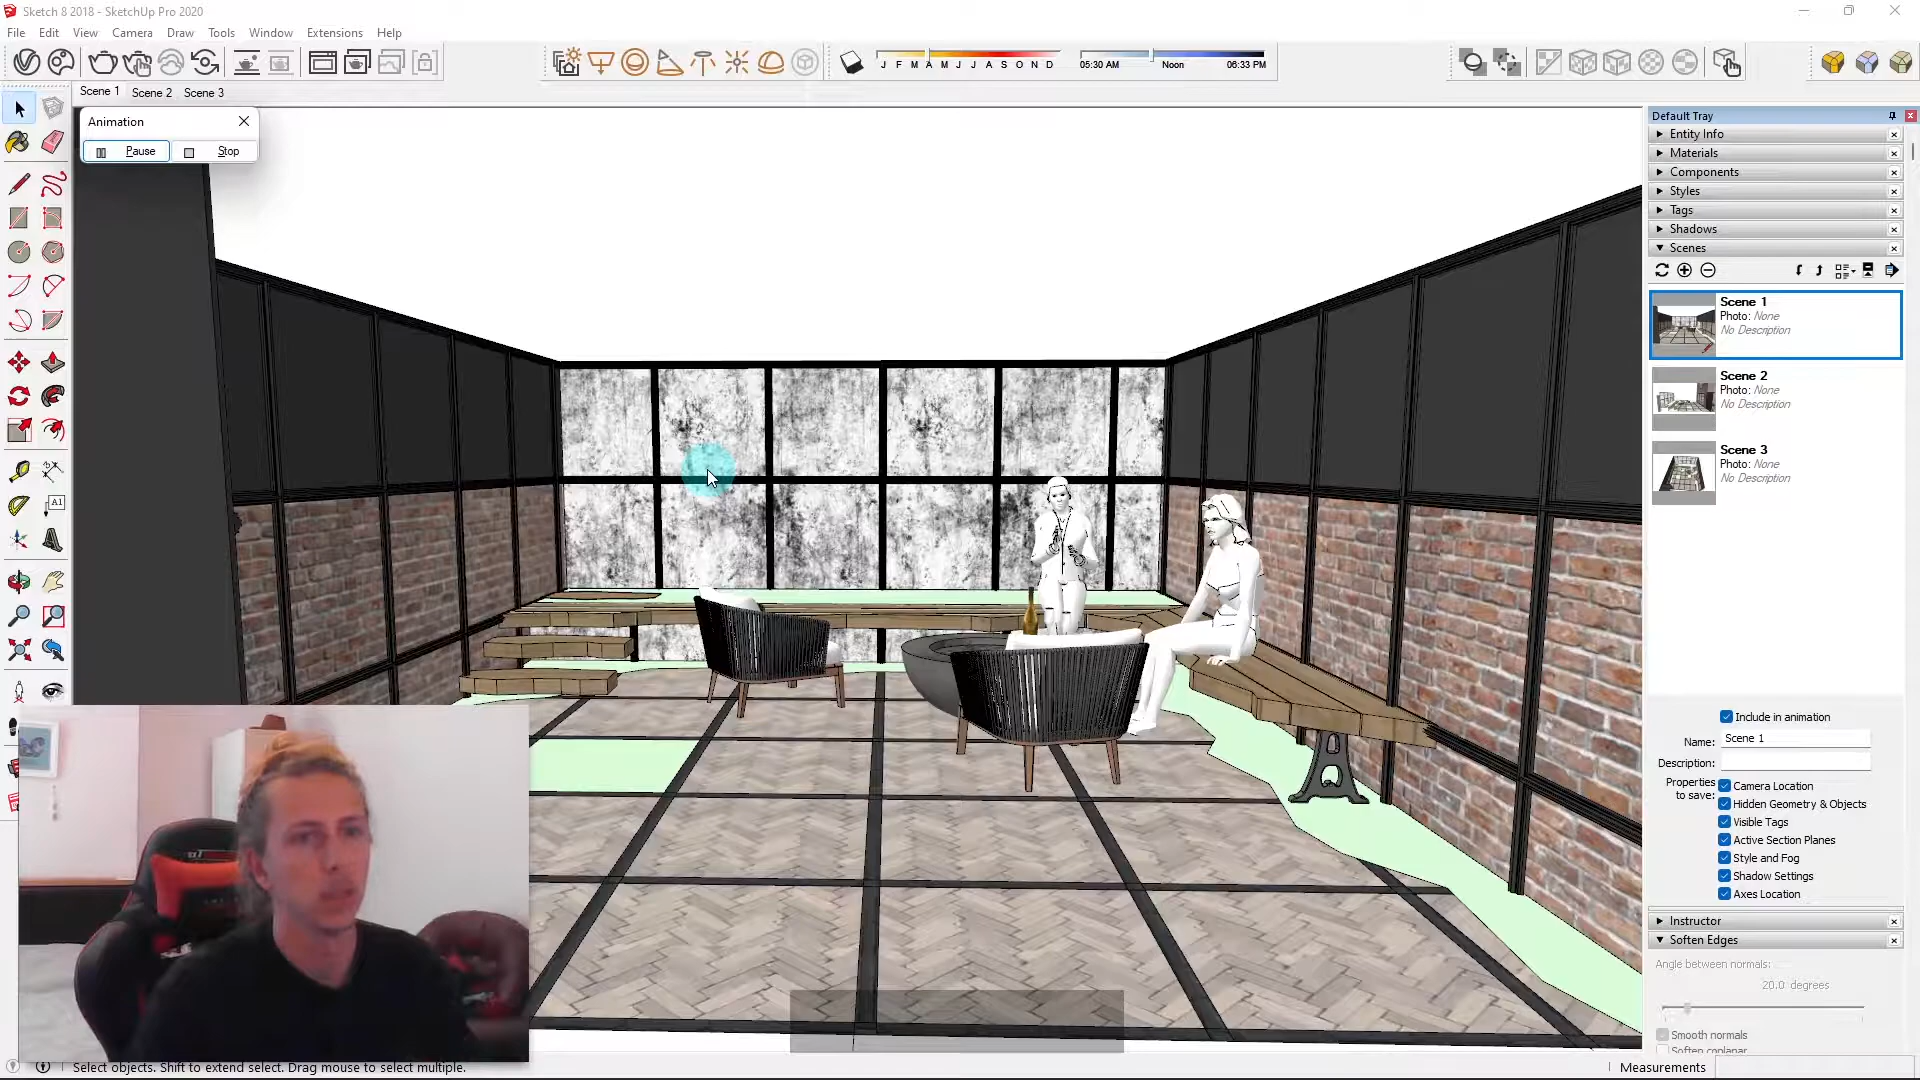 Sketch 8 2018 - SketchUp Pro 2020
File Edit View Camera Draw Tools Window Extensions Help
J F M A M J J A S O N D
05:30 AM Noon 06:33 PM
Scene 1 Scene 2 Scene 3
Animation
Pause Stop
A1
Default Tray
Entity Info
Materials
Components
Styles
Tags
Shadows
Scenes
Scene 1
Photo: None
No Description
Scene 2
Photo: None
No Description
Scene 3
Photo: None
No Description
Include in animation
Name: Scene 1
Description:
Properties to save:
Camera Location
Hidden Geometry & Objects
Visible Tags
Active Section Planes
Style and Fog
Shadow Settings
Axes Location
Instructor
Soften Edges
Angle between normals:
20.0 degrees
Smooth normals
Soften coplanar
Select objects. Shift to extend select. Drag mouse to select multiple.
Measurements